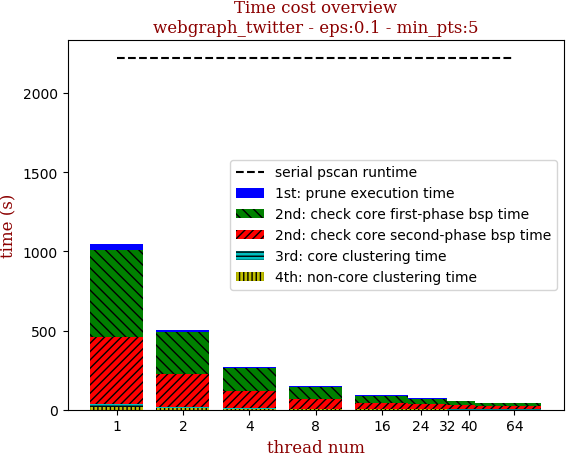 Time cost overview
webgraph_twitter - eps:0.1 - min_pts:5
time (s)
2000
1500
1000
500
0
serial pscan runtime
1st: prune execution time
2nd: check core first-phase bsp time
2nd: check core second-phase bsp time
3rd: core clustering time
4th: non-core clustering time
1 2 4 8 16 24 32 40 64
thread num